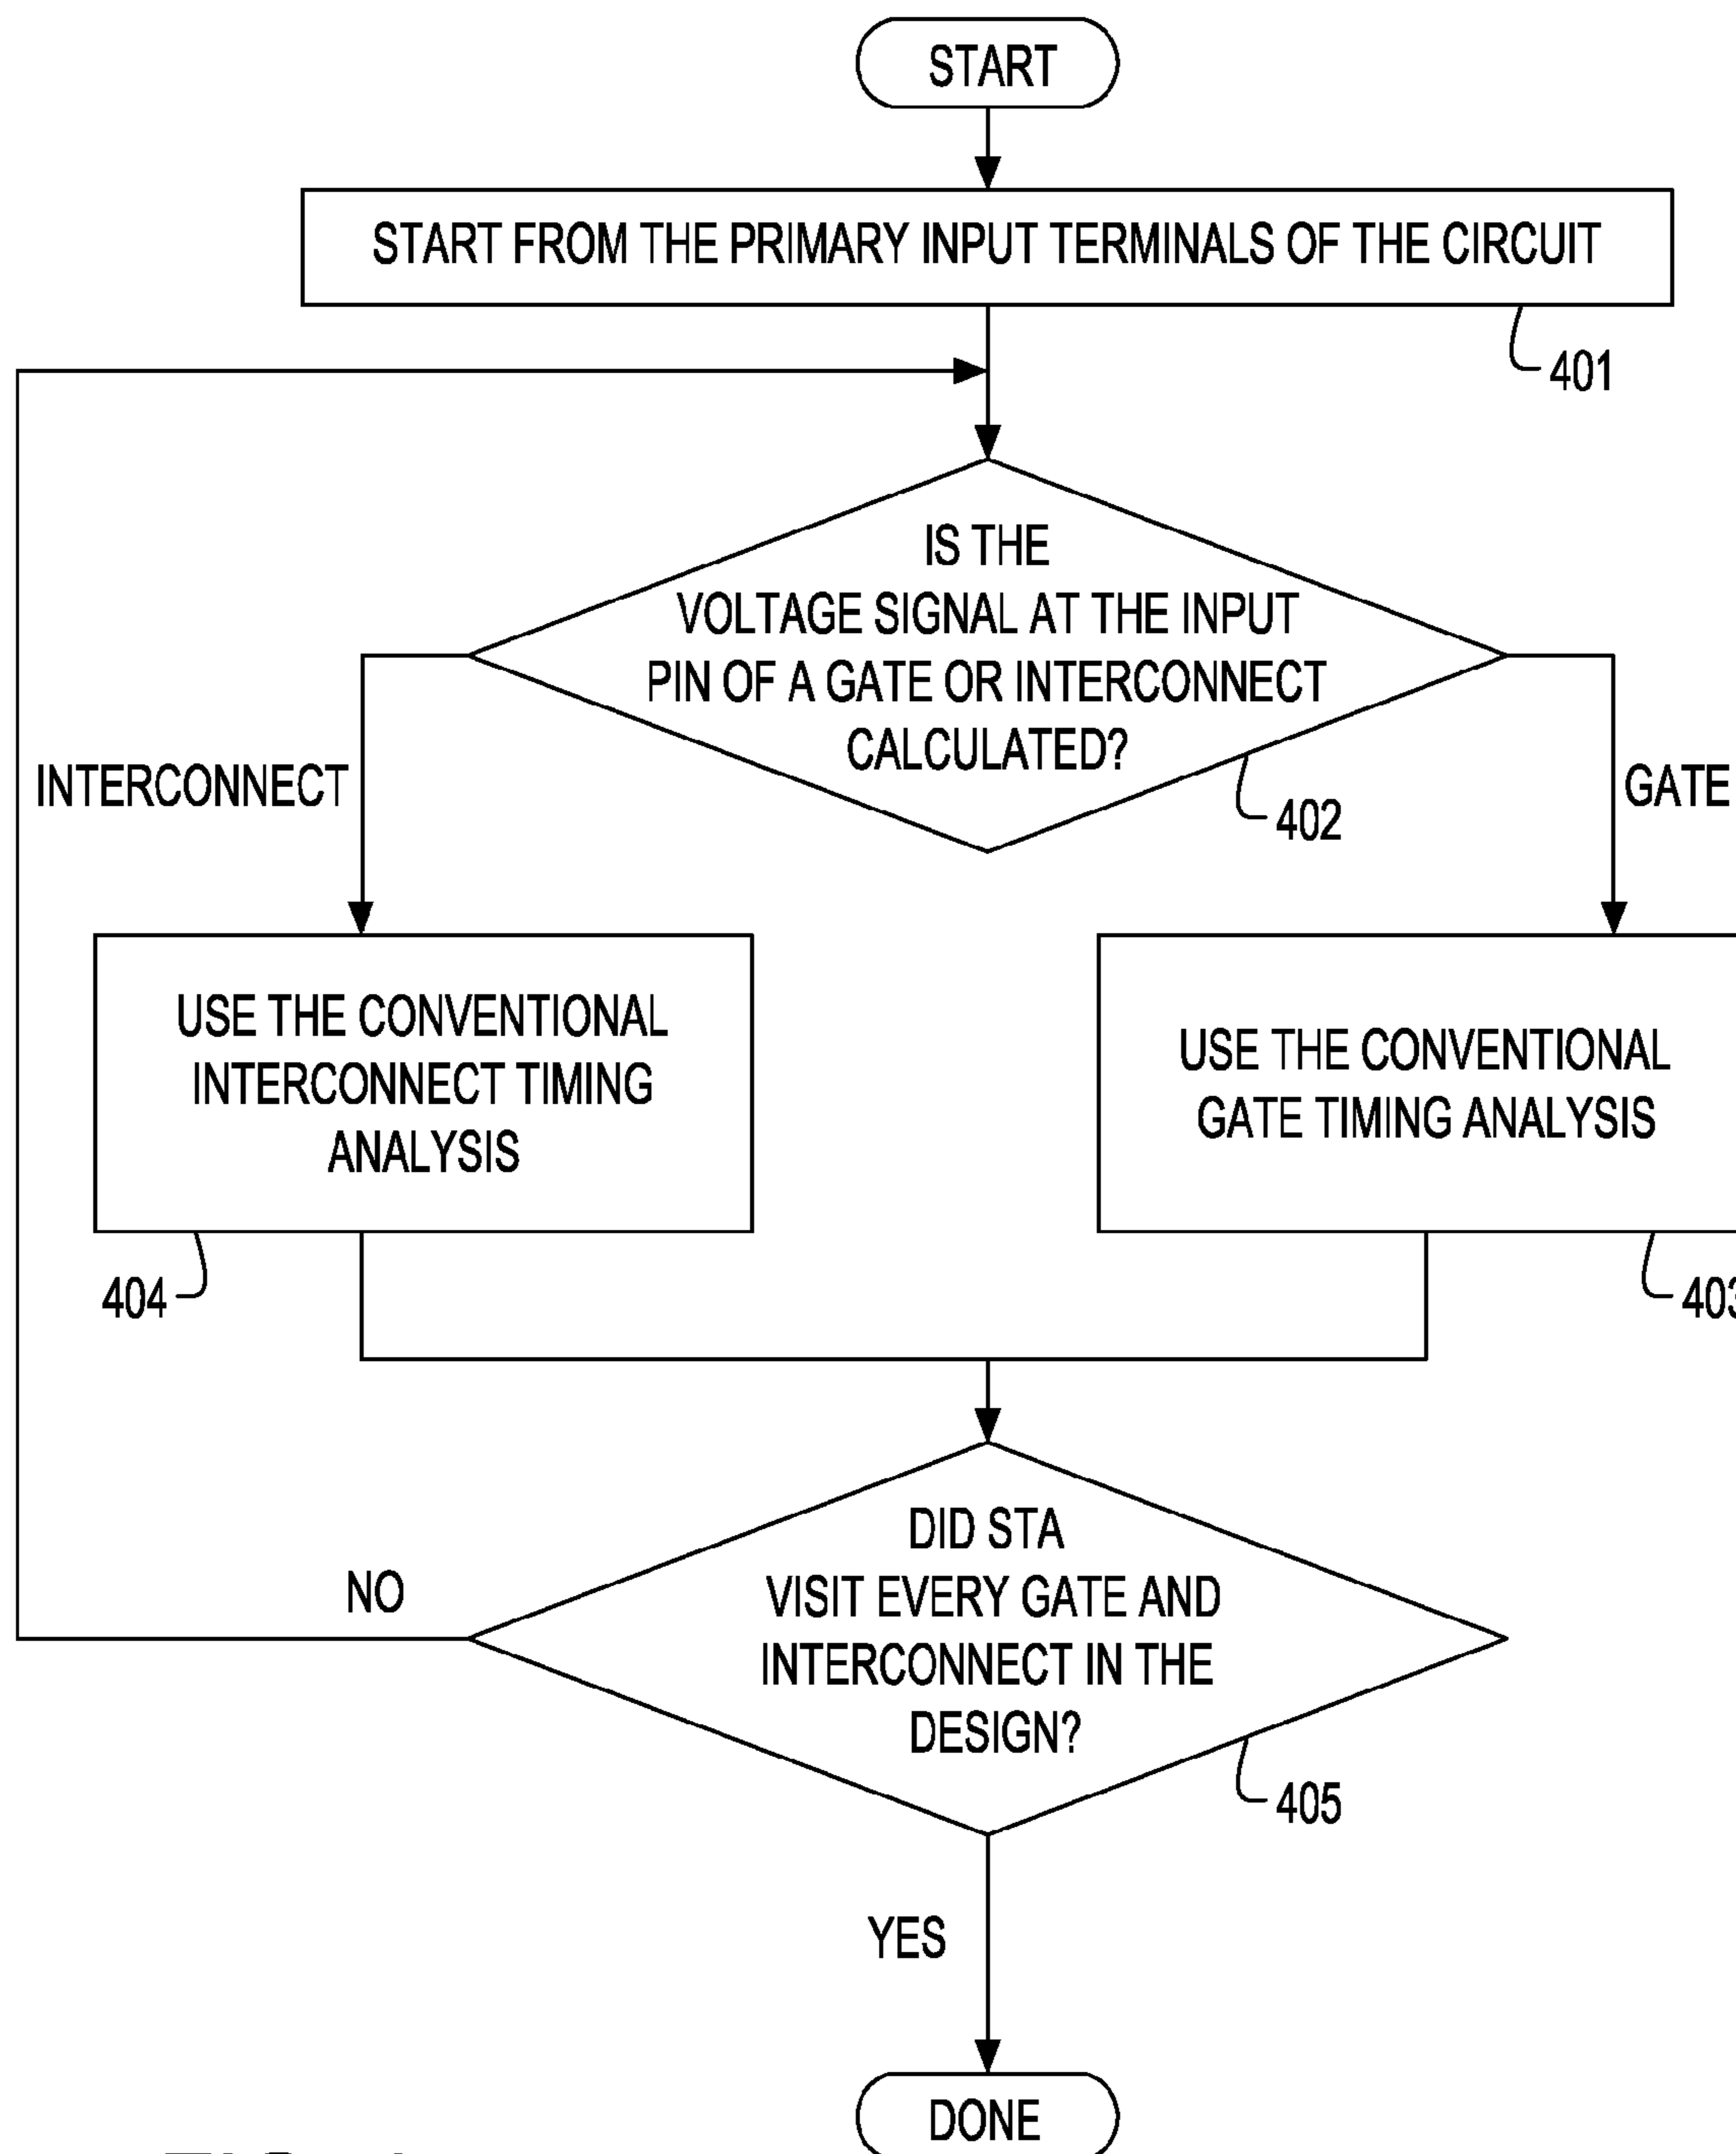 START
START FROM THE PRIMARY INPUT TERMINALS OF THE CIRCUIT
401
IS THE
VOLTAGE SIGNAL AT THE INPUT
PIN OF A GATE OR INTERCONNECT
CALCULATED?
402
INTERCONNECT
GATE
USE THE CONVENTIONAL
INTERCONNECT TIMING
ANALYSIS
404
USE THE CONVENTIONAL
GATE TIMING ANALYSIS
403
DID STA
VISIT EVERY GATE AND
INTERCONNECT IN THE
DESIGN?
405
NO
YES
DONE